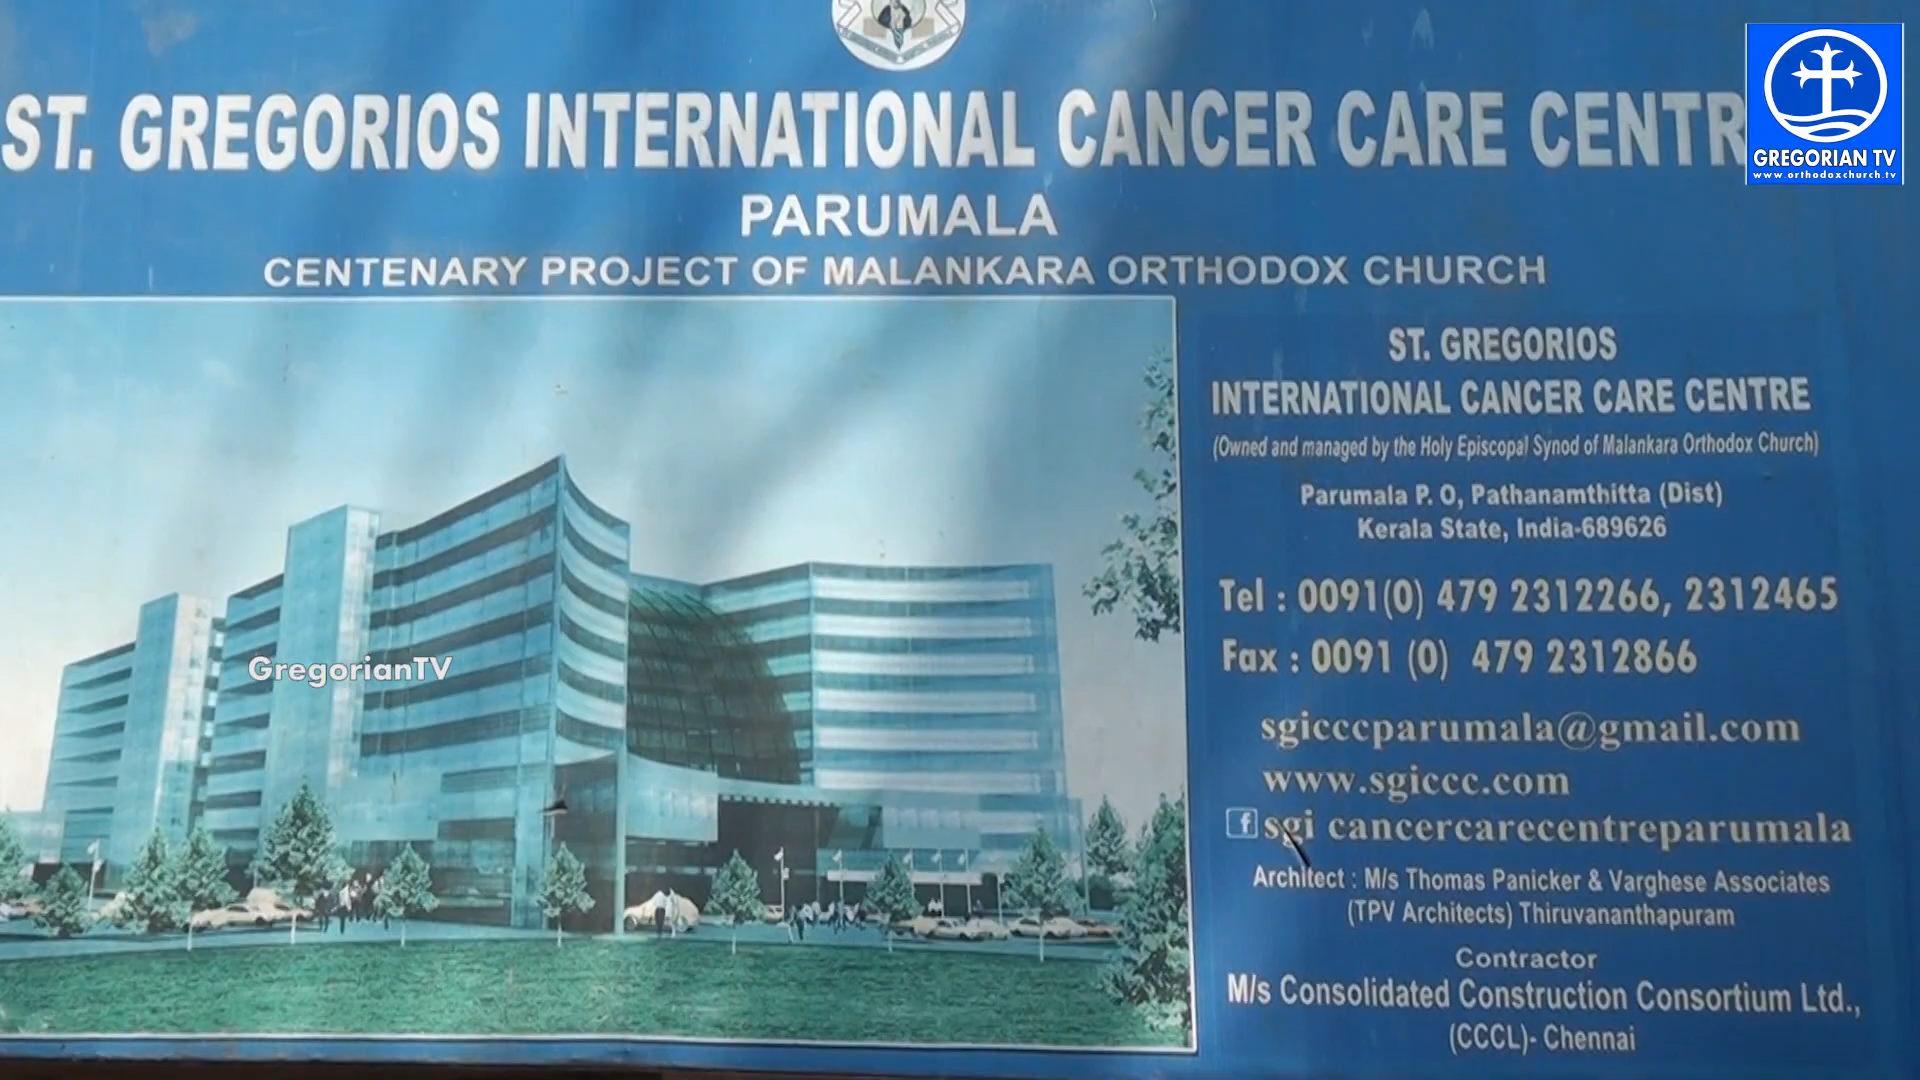 ST. GREGORIOS INTERNATIONAL CANCER CARE CENTR
PARUMALA
CENTENARY PROJECT OF MALANKARA ORTHODOX CHURCH
GREGORIAN TV
www.orthodoxchurch.tv
GregorianTV
ST. GREGORIOS
INTERNATIONAL CANCER CARE CENTRE
(Owned and managed by the Holy Episcopal Synod of Malankara Orthodox Church)
Parumala P. O, Pathanamthitta (Dist)
Kerala State, India-689626
Tel : 0091(0) 479 2312266, 2312465
Fax : 0091 (0) 479 2312866
sgicccparumala@gmail.com
www.sgiccc.com
f sgi cancercarecentreparumala
Architect : M/s Thomas Panicker & Varghese Associates
(TPV Architects) Thiruvananthapuram
Contractor
M/s Consolidated Construction Consortium Ltd.,
(CCCL)- Chennai